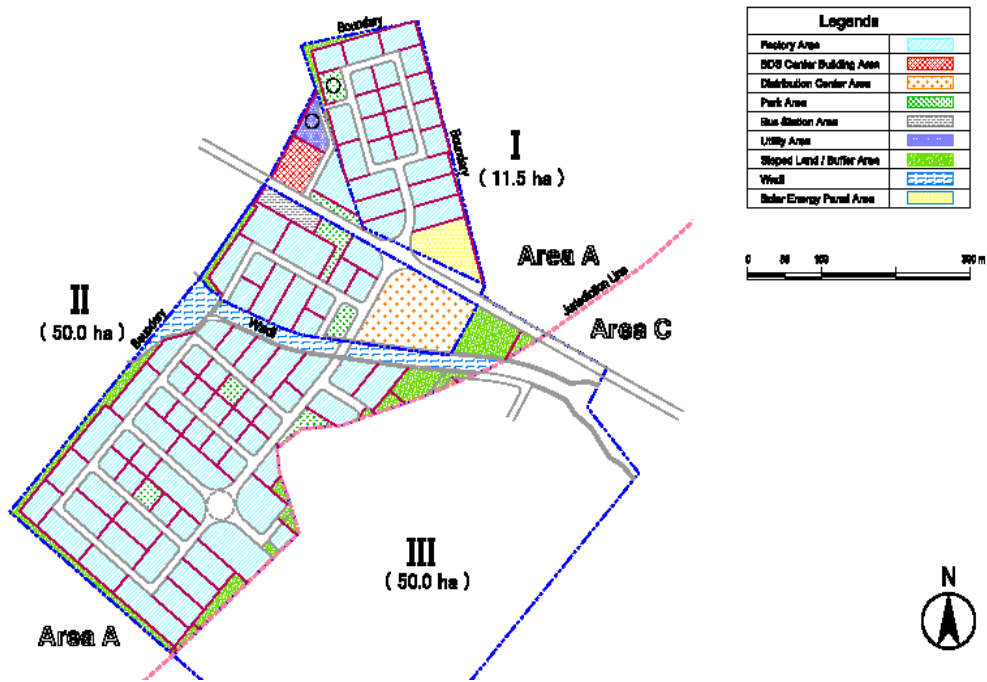 Boundary
Legends
Factory Area
BDS Center Building Area
Distribution Center Area
Park Area
Bus Station Area
Utility Area
Sloped Land / Buffer Area
Wadi
Solar Energy Panel Area
0 50 100 300 m
Boundary
I
( 11.5 ha )
Area A
Jurisdiction Line
Area C
II
( 50.0 ha )
Boundary
Wadi
III
( 50.0 ha )
Area A
N